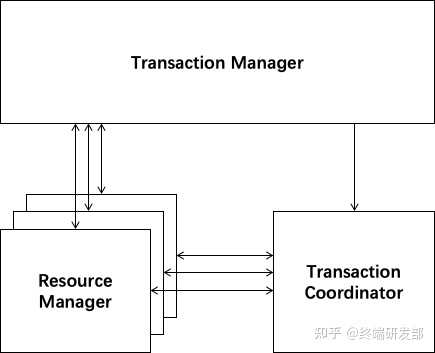 Transaction Manager
Resource
Manager
Transaction
Coordinator
知乎 @终端研发部